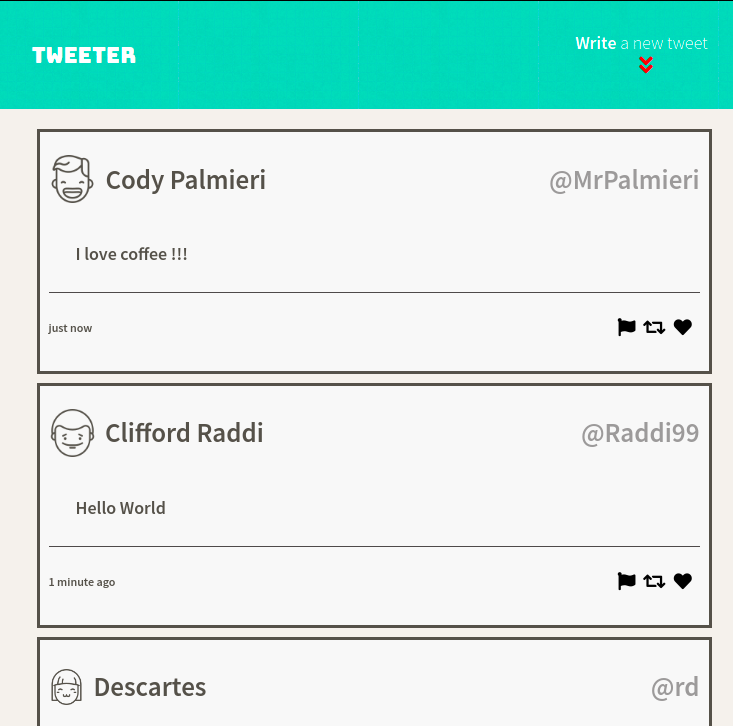 TWEETER
Write a new tweet
Cody Palmieri
@MrPalmieri
I love coffee !!!
just now
Clifford Raddi
@Raddi99
Hello World
1 minute ago
Descartes
@rd